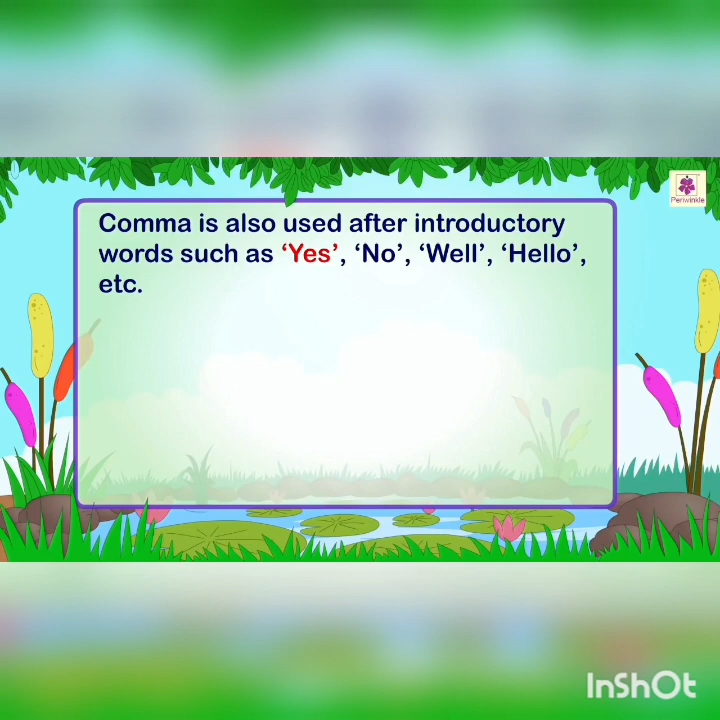 Periwinkle
Comma is also used after introductory
words such as ‘Yes’, ‘No’, ‘Well’, ‘Hello’,
etc.
InShOt